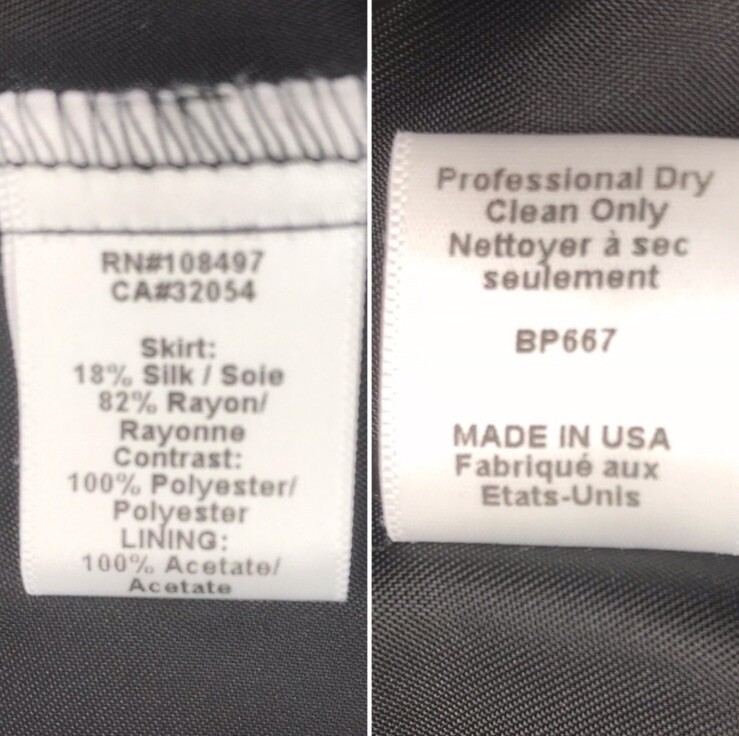 RN#108497
CA#32054
Skirt:
18% Silk / Soie
82% Rayon/
Rayonne
Contrast:
100% Polyester/
Polyester
LINING:
100% Acetate/
Acetate
Professional Dry
Clean Only
Nettoyer à sec
seulement
BP667
MADE IN USA
Fabriqué aux
Etats-Unis